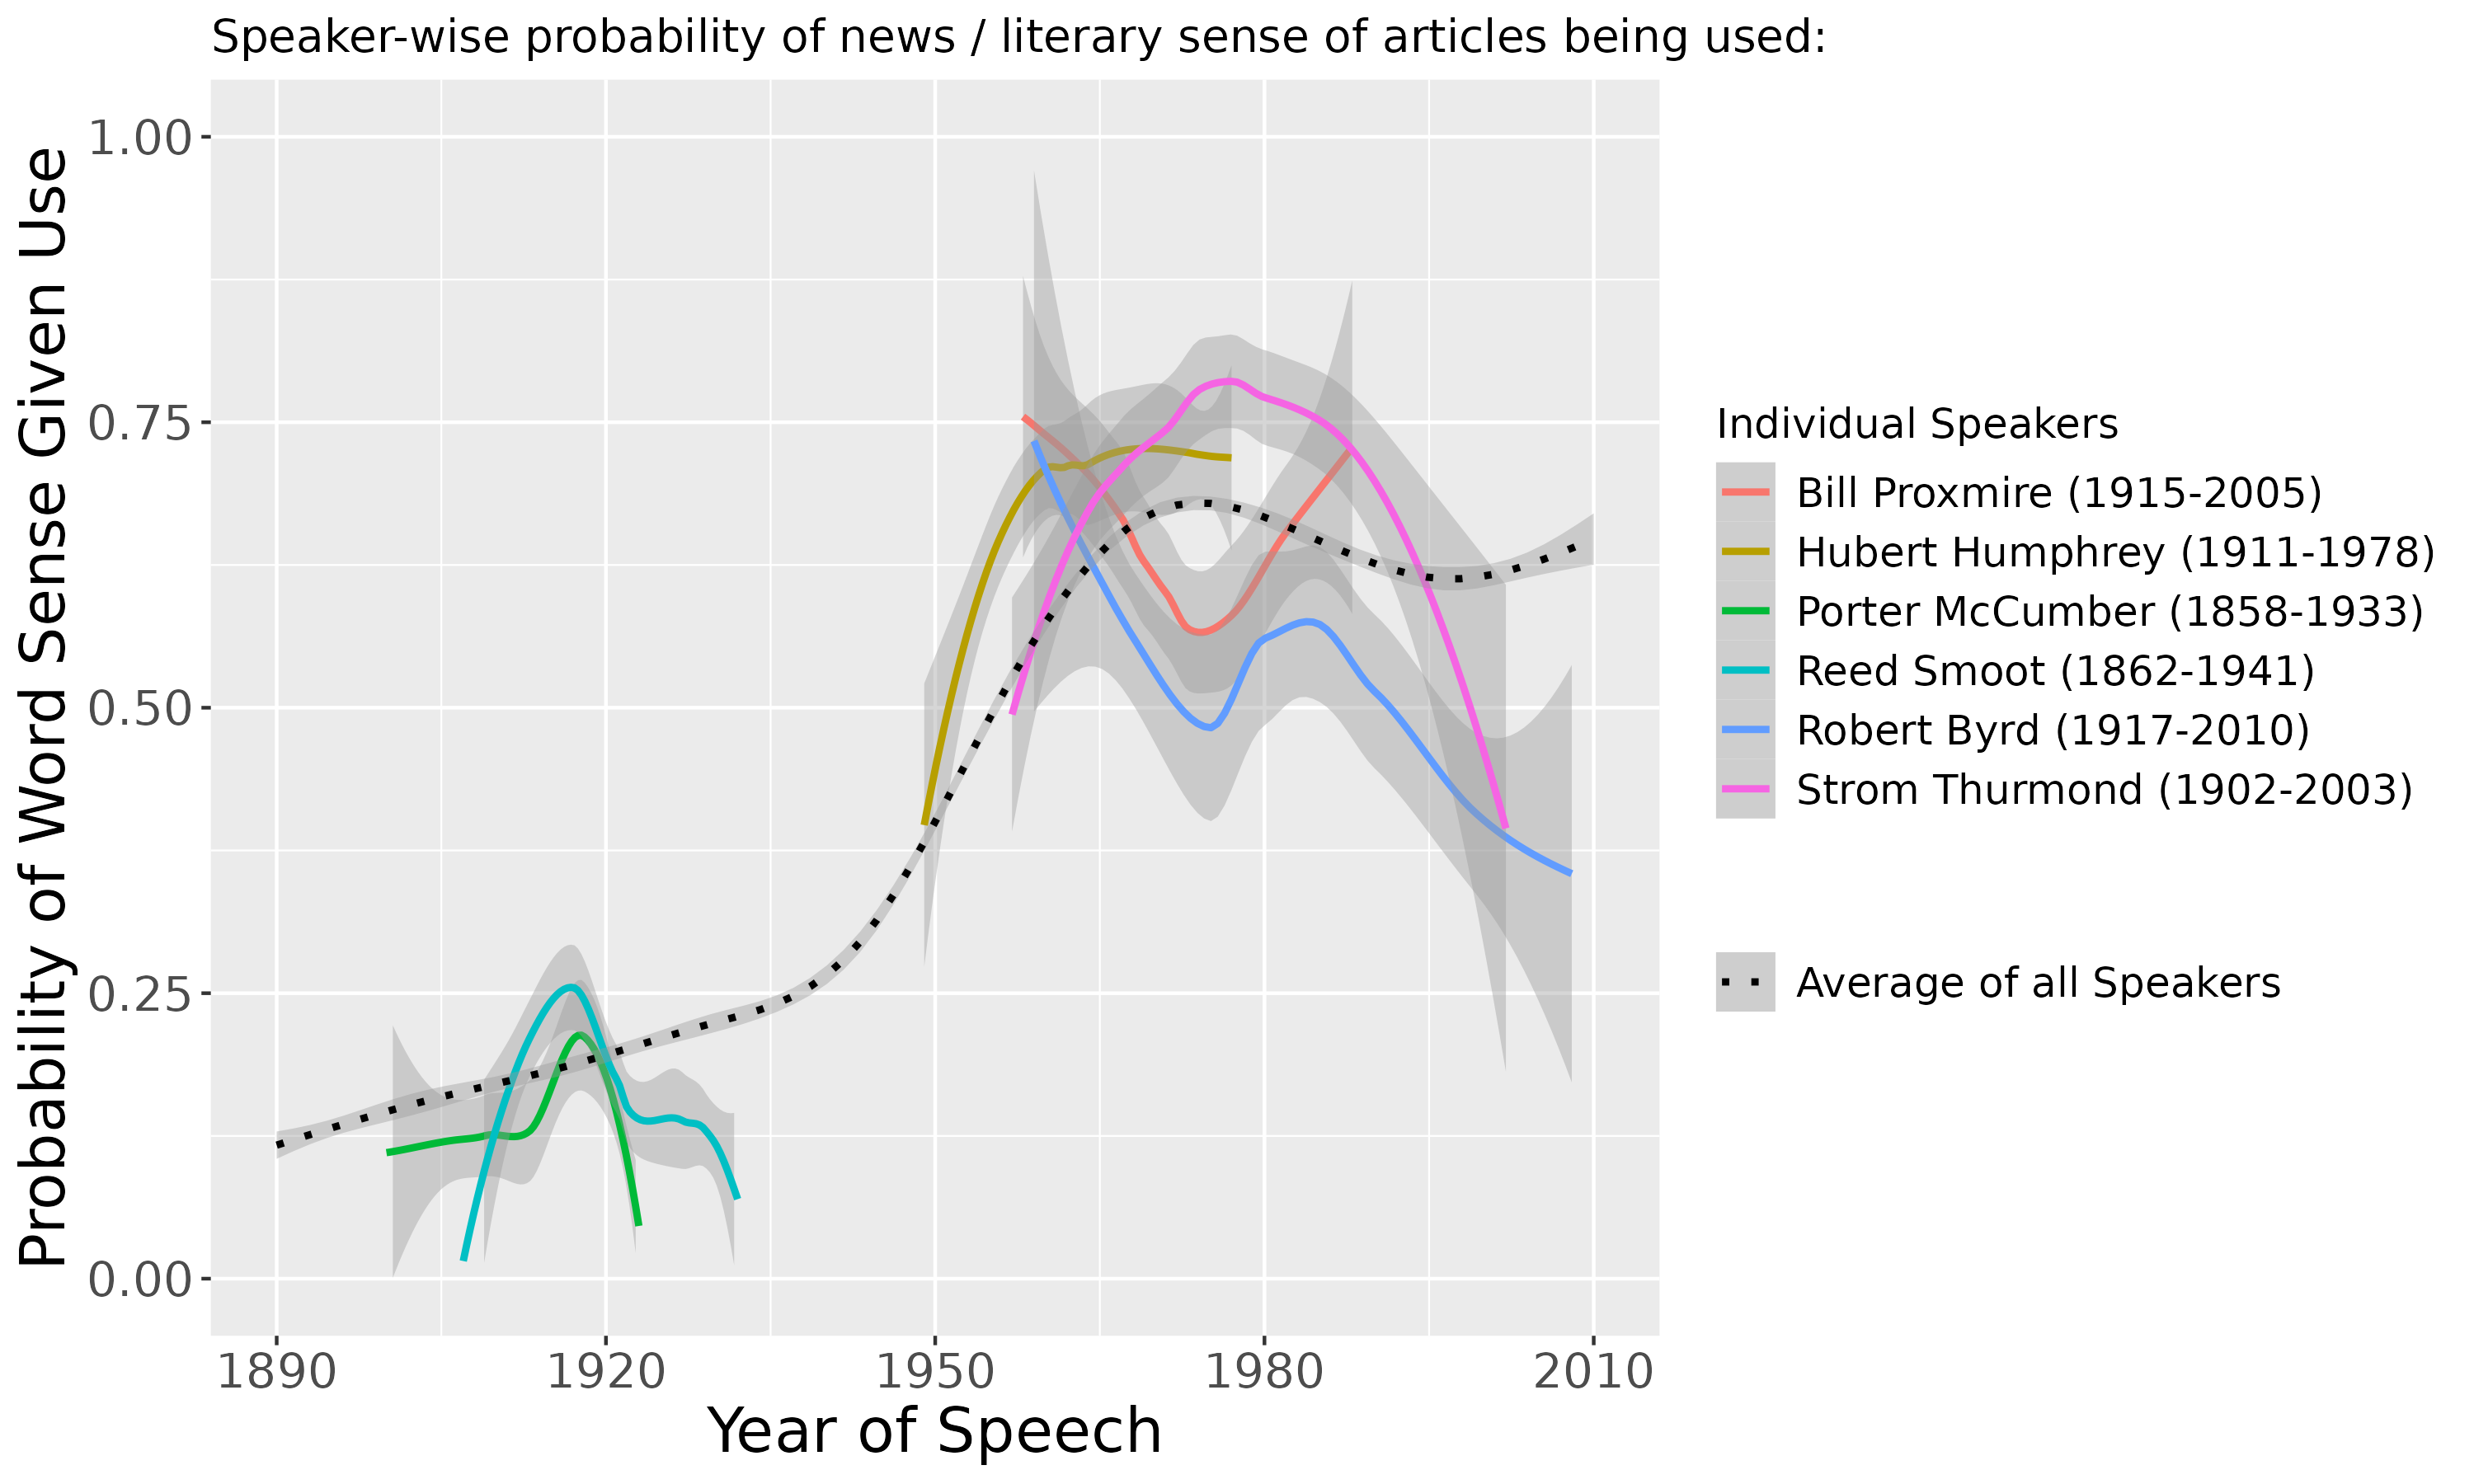 Speaker-wise probability of news / literary sense of articles being used:
Probability of Word Sense Given Use
1.00
0.75
0.50
0.25
0.00
1890 1920 1950 1980 2010
Year of Speech
Individual Speakers
Bill Proxmire (1915-2005)
Hubert Humphrey (1911-1978)
Porter McCumber (1858-1933)
Reed Smoot (1862-1941)
Robert Byrd (1917-2010)
Strom Thurmond (1902-2003)
Average of all Speakers